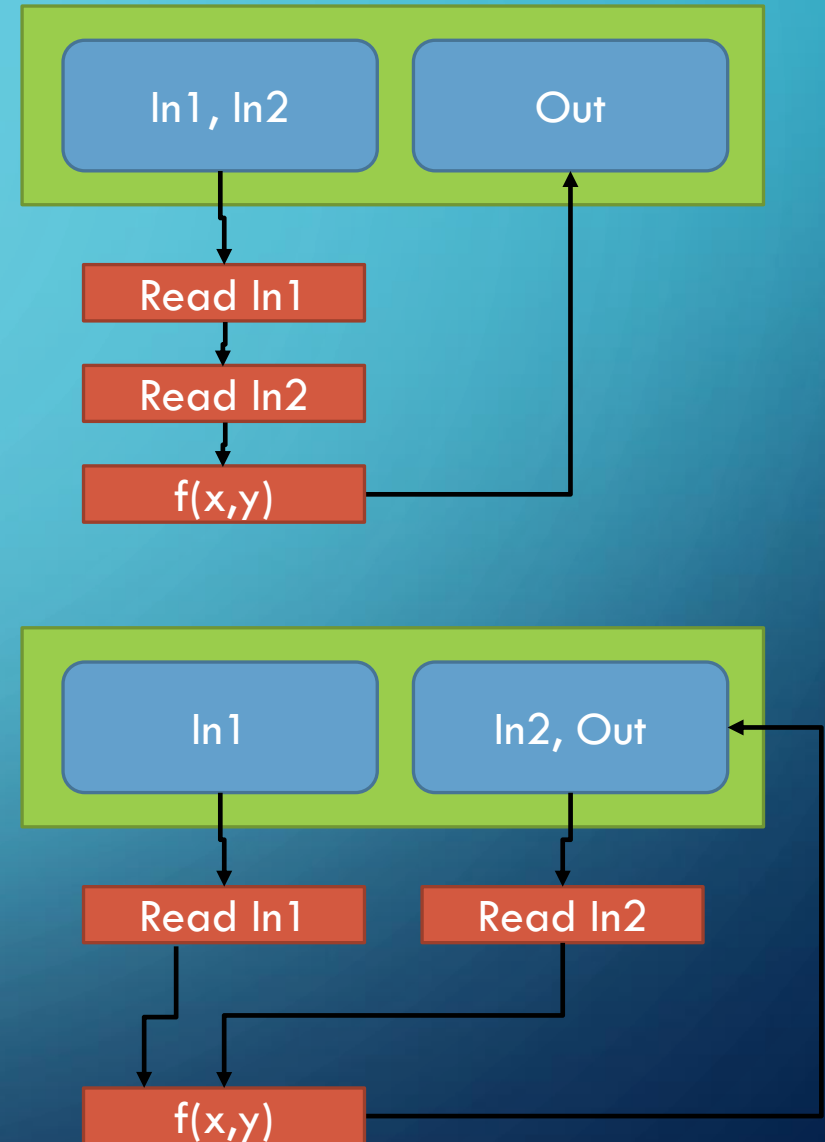 In1, In2
Out
Read In1
Read In2
f(x,y)
In1
In2, Out
Read In1
Read In2
f(x,y)